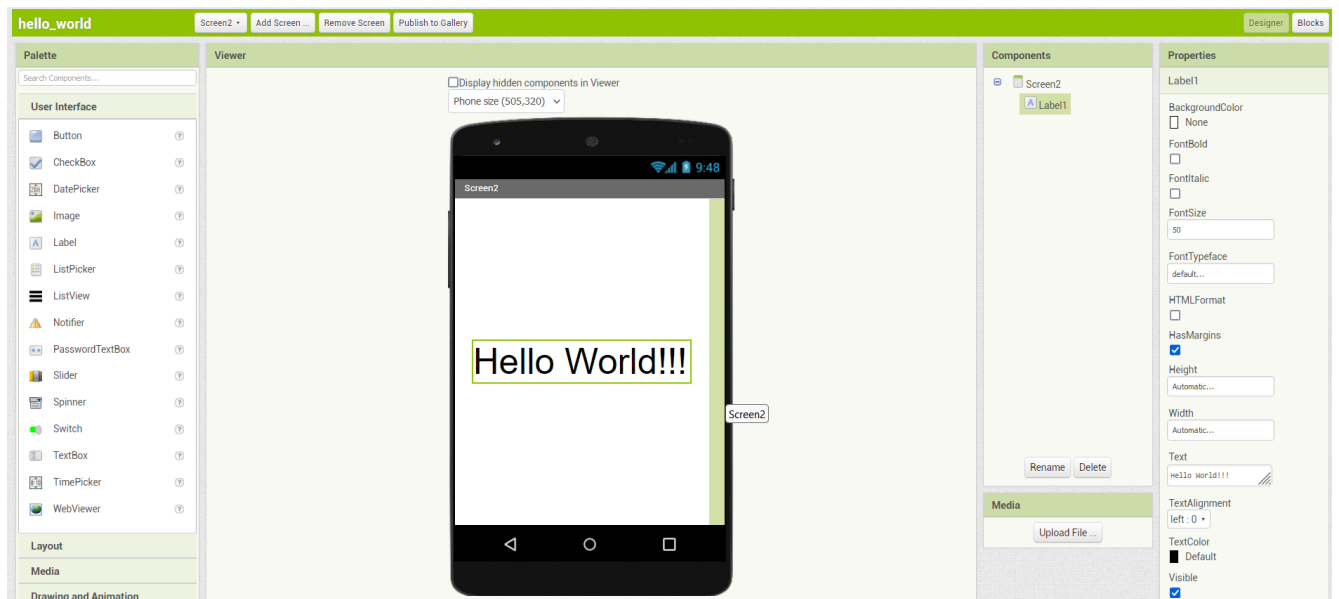 hello_world
Screen2 Add Screen ... Remove Screen Publish to Gallery
Designer Blocks
Palette
Search Components...
User Interface
Button
CheckBox
DatePicker
Image
Label
ListPicker
ListView
Notifier
PasswordTextBox
Slider
Spinner
Switch
TextBox
TimePicker
WebViewer
Layout
Media
Drawing and Animation
Viewer
Display hidden components in Viewer
Phone size (505,320)
9:48
Screen2
Hello World!!!
Screen2
Components
Screen2
Label1
Rename Delete
Media
Upload File ...
Properties
Label1
BackgroundColor
None
FontBold
FontItalic
FontSize
50
FontTypeface
default...
HTMLFormat
HasMargins
Height
Automatic...
Width
Automatic...
Text
Hello World!!!
TextAlignment
left : 0
TextColor
Default
Visible